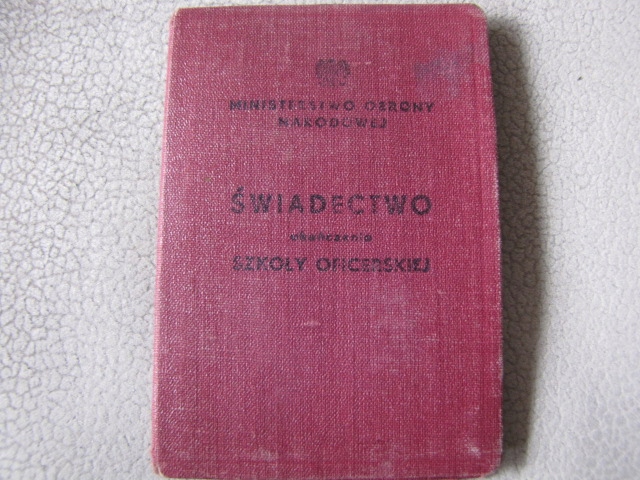 MINISTERSTWO OBRONY
NARODOWEJ
ŚWIADECTWO
ukończenia
SZKOŁY OFICERSKIEJ